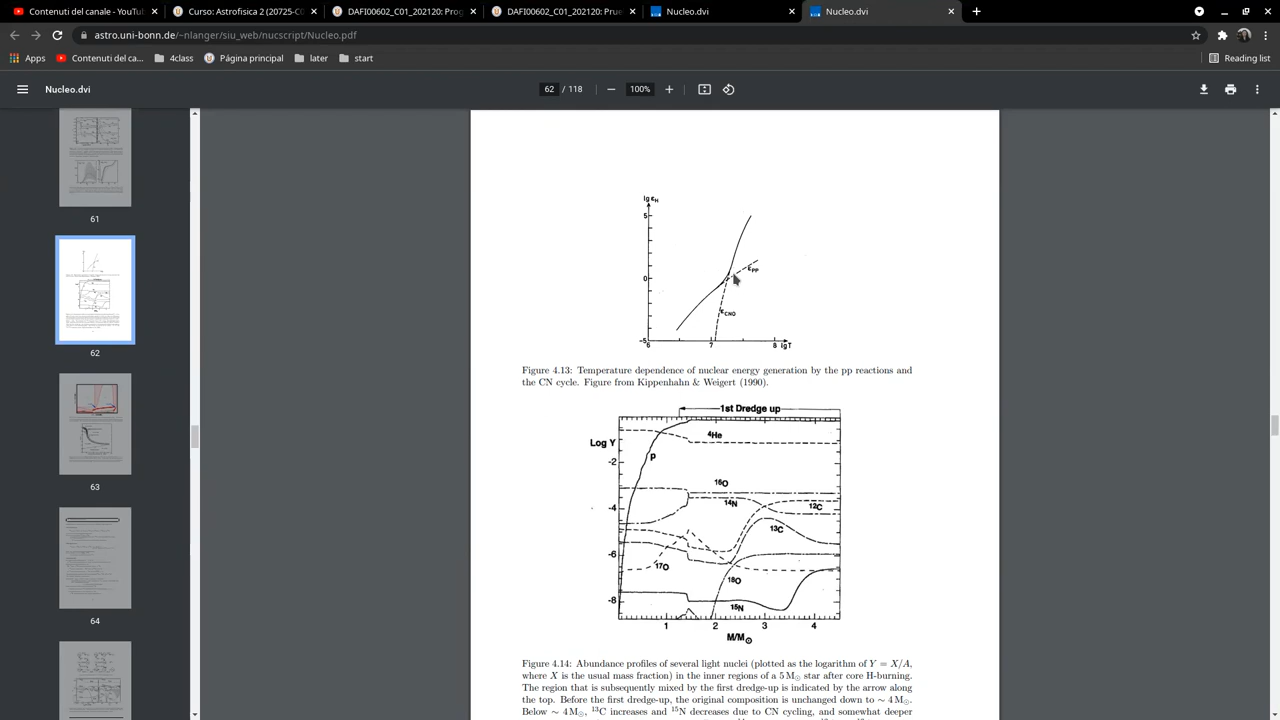 Contenuti del canale - YouTu
Curso: Astrofisica 2 (20725-C0
DAFI00602_C01_202120: Preg
DAFI00602_C01_202120: Prue
Nucleo.dvi
Nucleo.dvi
astro.uni-bonn.de/~nlanger/siu_web/nucscript/Nucleo.pdf
Apps
Contenuti del ca...
4class
Página principal
later
start
Reading list
Nucleo.dvi
62 / 118
100%
61
62
63
64
lg εH
5
0
-5
εPP
εCNO
6
7
8 lgT
Figure 4.13: Temperature dependence of nuclear energy generation by the pp reactions and
the CN cycle. Figure from Kippenhahn & Weigert (1990).
1st Dredge up
Log Y
4He
p
-2
16O
14N
12C
-4
13C
-6
17O
18O
15N
-8
1
2
3
4
M/M⊙
Figure 4.14: Abundance profiles of several light nuclei (plotted as the logarithm of Y = X/A,
where X is the usual mass fraction) in the inner regions of a 5 M⊙ star after core H-burning.
The region that is subsequently mixed by the first dredge-up is indicated by the arrow along
the top. Before the first dredge-up, the original composition is unchanged down to ~ 4 M⊙.
Below ~ 4 M⊙, 13C increases and 15N decreases due to CN cycling, and somewhat deeper